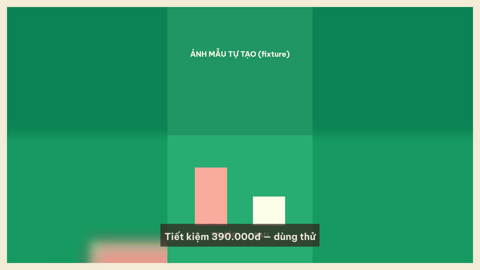 ẢNH MẪU TỰ TẠO (fixture)
Tiết kiệm 390.000đ — dùng thử